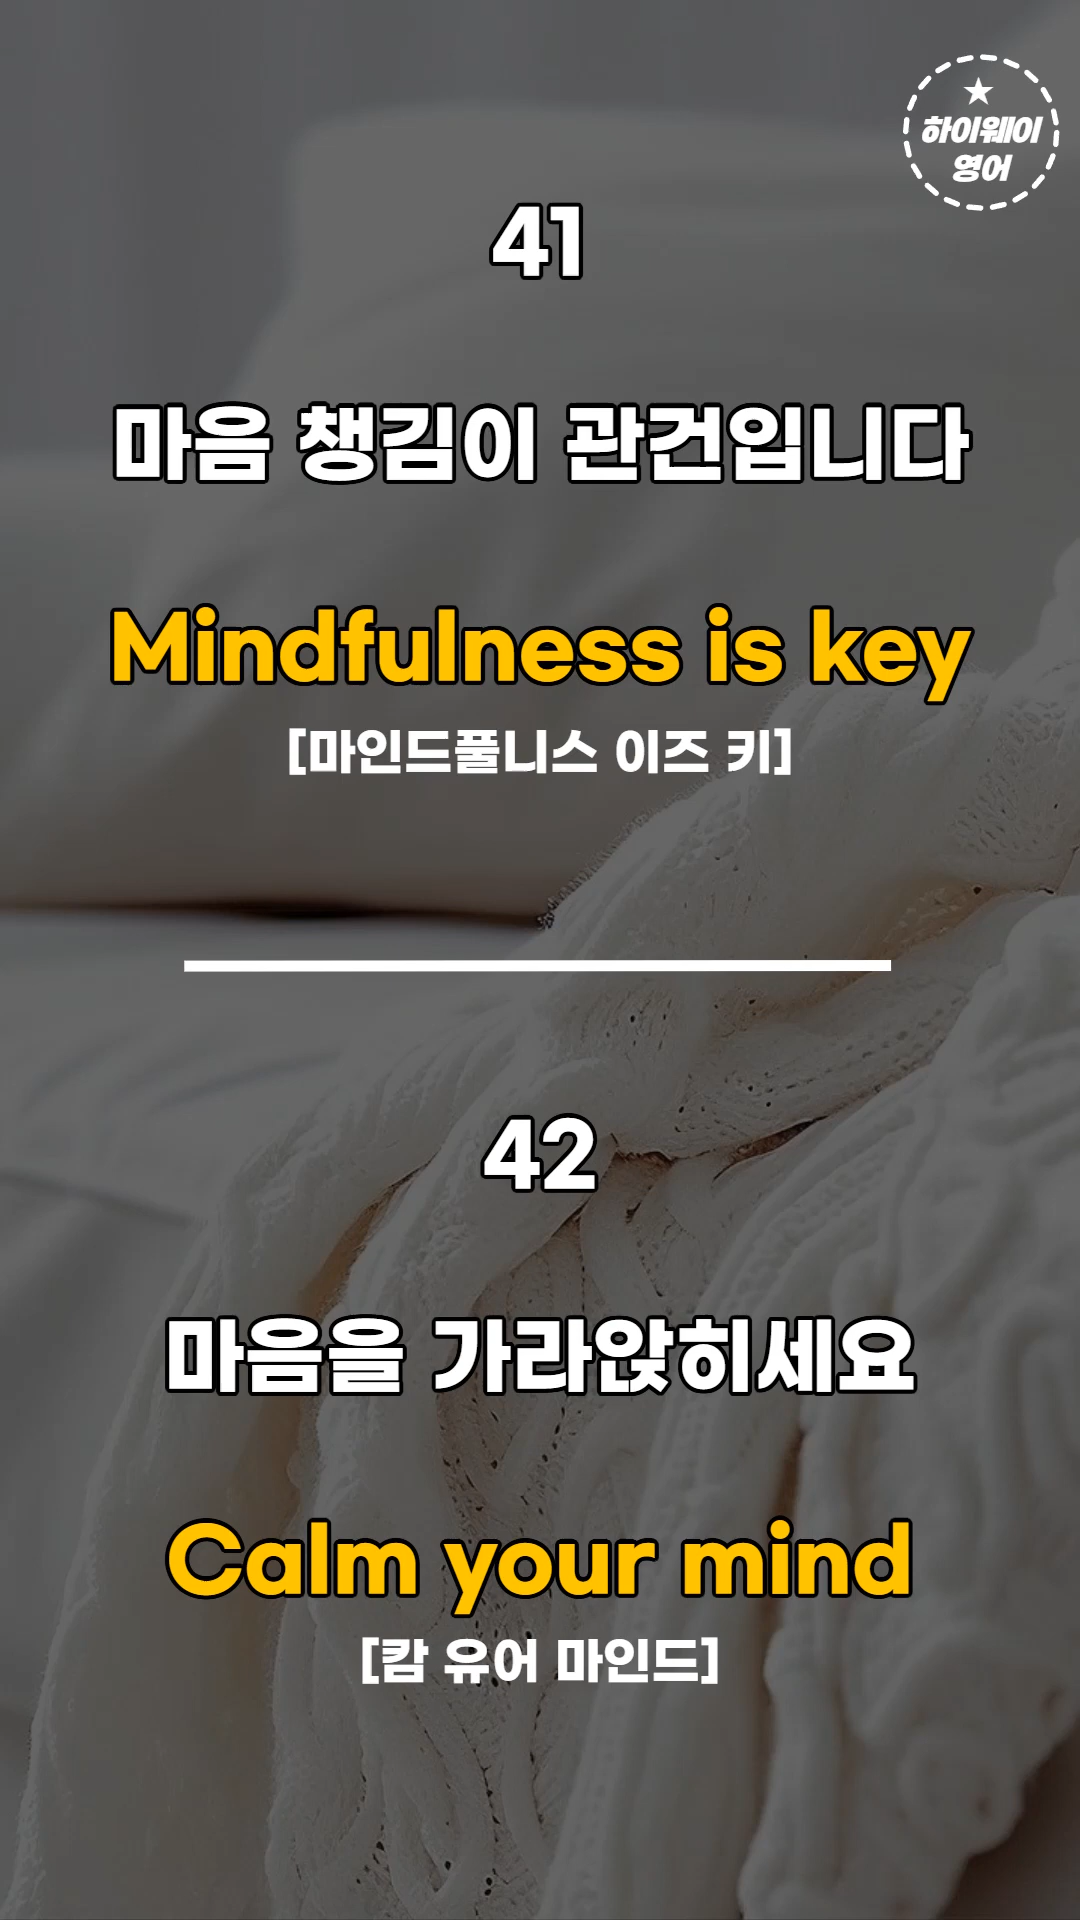 하이웨이
영어
41
마음 챙김이 관건입니다
Mindfulness is key
[마인드풀니스 이즈 키]
42
마음을 가라앉히세요
Calm your mind
[캄 유어 마인드]